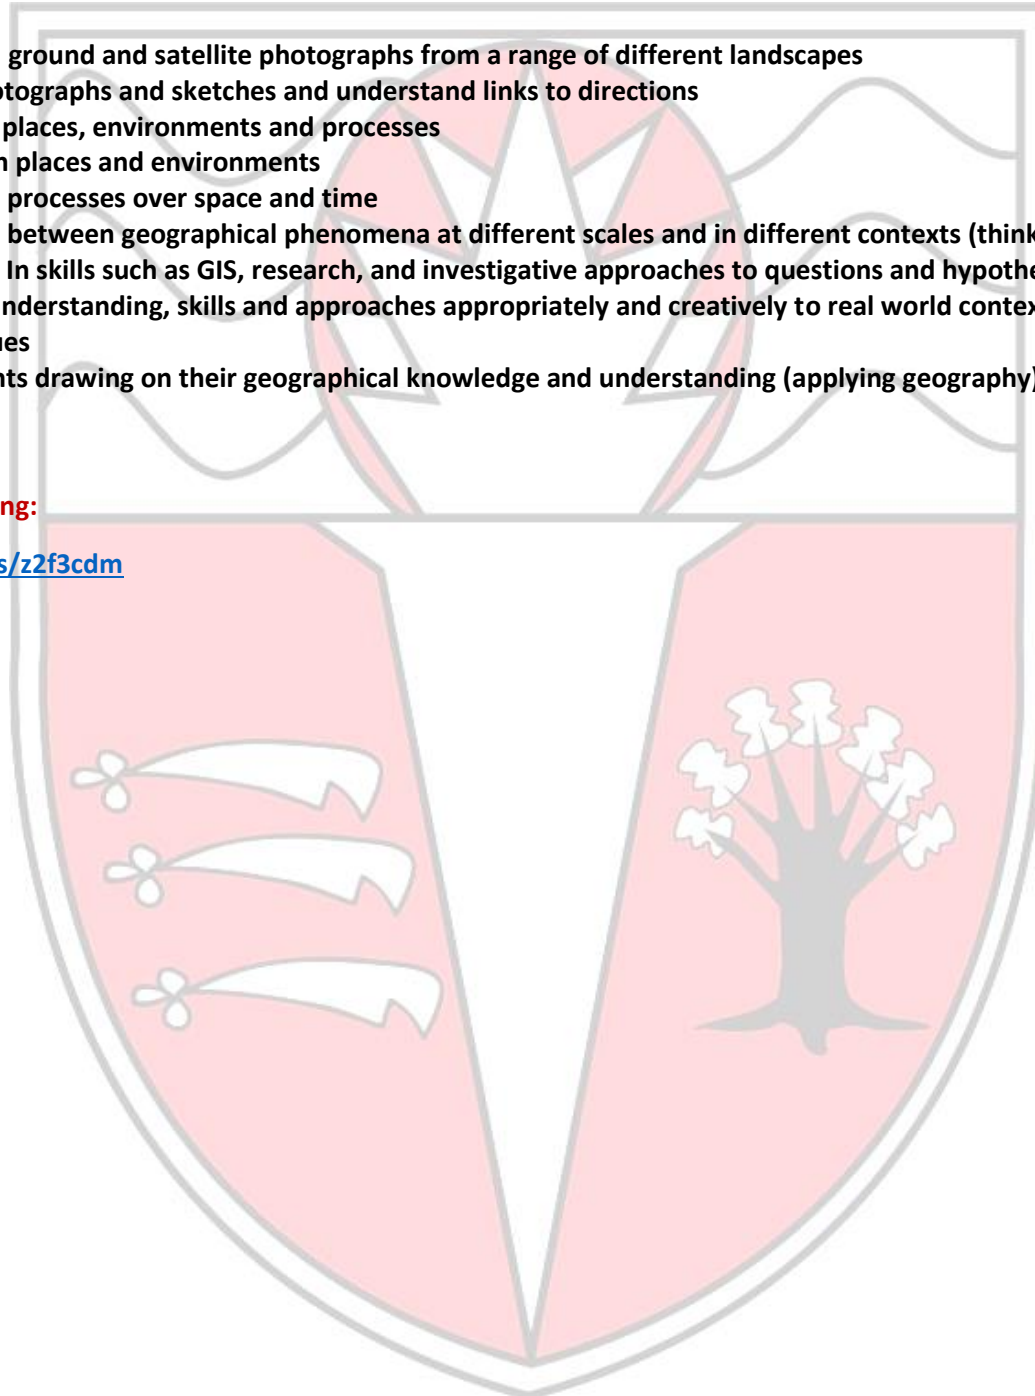 ground and satellite photographs from a range of different landscapes
otographs and sketches and understand links to directions
places, environments and processes
n places and environments
processes over space and time
between geographical phenomena at different scales and in different contexts (think
In skills such as GIS, research, and investigative approaches to questions and hypothe
nderstanding, skills and approaches appropriately and creatively to real world contex
ues
nts drawing on their geographical knowledge and understanding (applying geography)
ng:
s/z2f3cdm